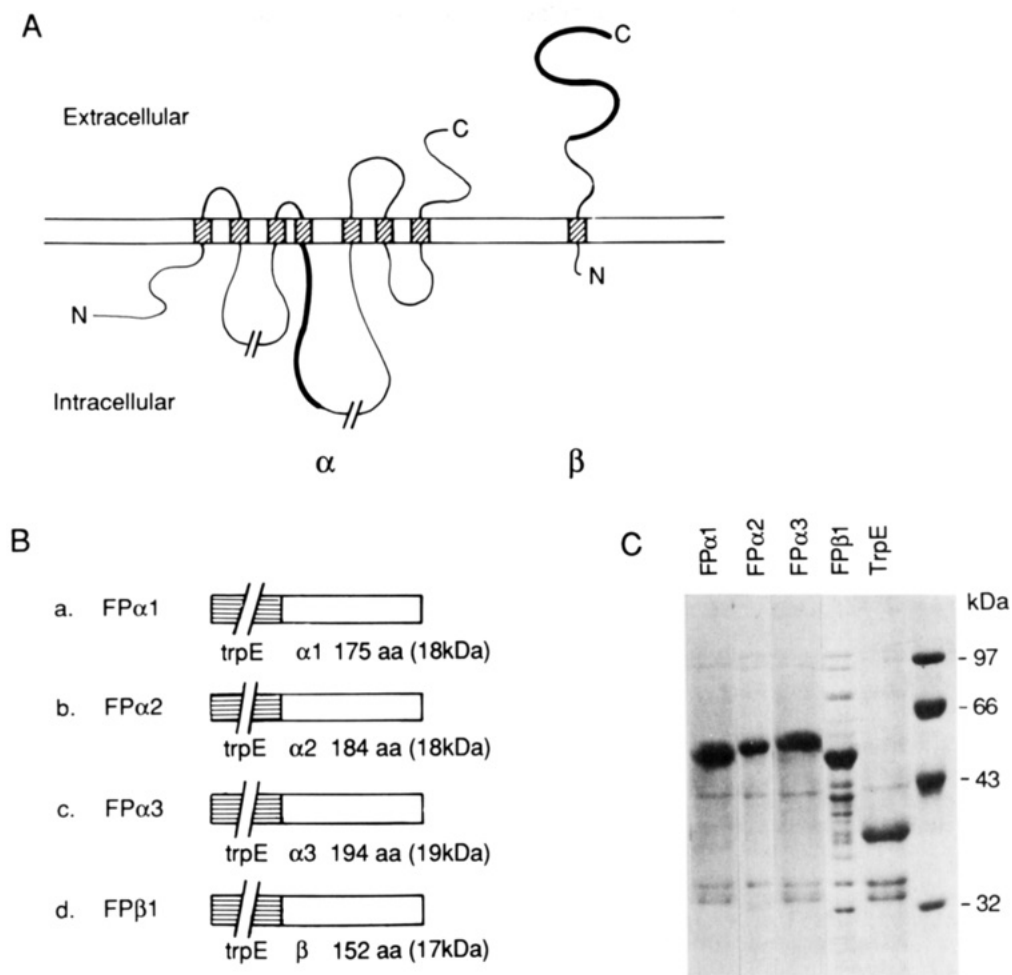 A
C
Extracellular
C
N
N
Intracellular
α
β
B
a. FPα1
trpE α1 175 aa (18kDa)
b. FPα2
trpE α2 184 aa (18kDa)
c. FPα3
trpE α3 194 aa (19kDa)
d. FPβ1
trpE β 152 aa (17kDa)
C
FPα1
FPα2
FPα3
FPβ1
TrpE
kDa
- 97
- 66
- 43
- 32